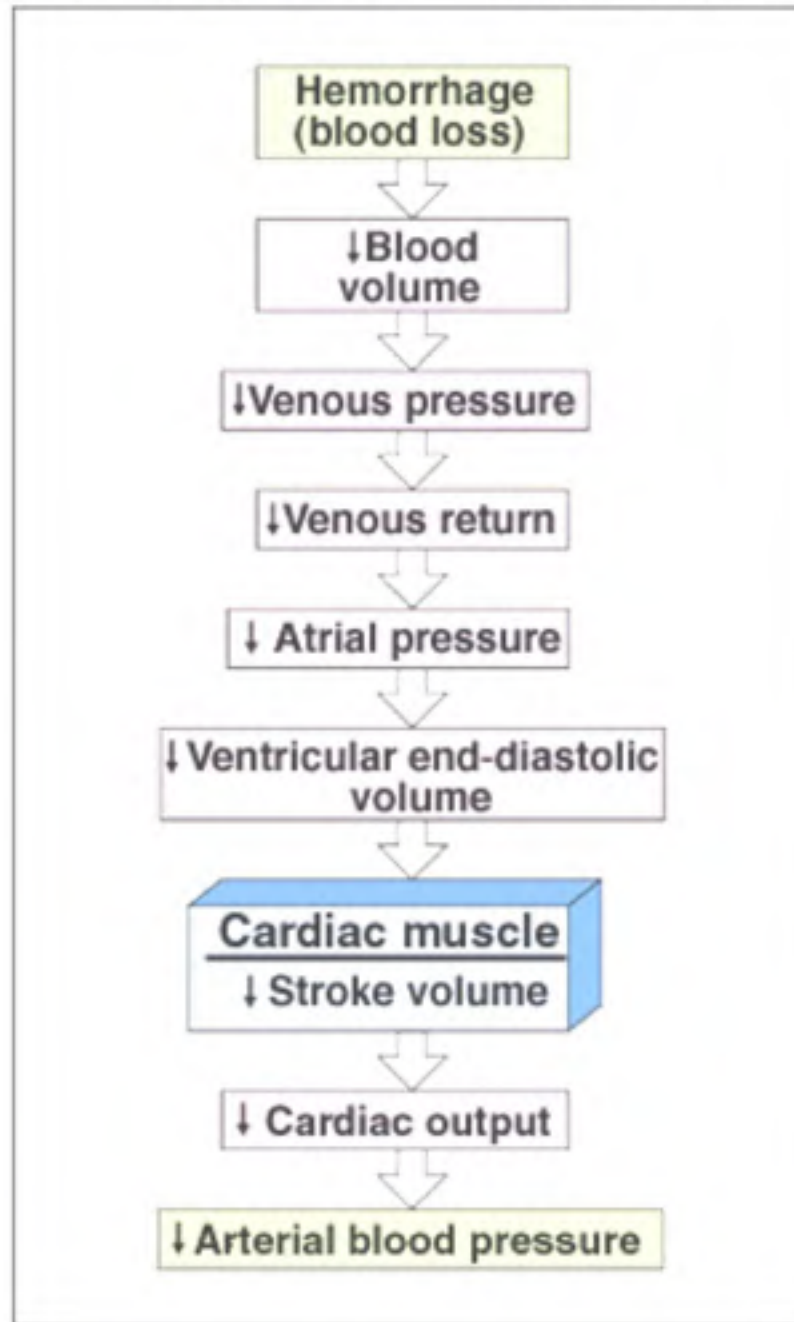 Hemorrhage
(blood loss)
↓Blood
volume
↓Venous pressure
↓Venous return
↓ Atrial pressure
↓Ventricular end-diastolic
volume
Cardiac muscle
↓ Stroke volume
↓ Cardiac output
↓Arterial blood pressure